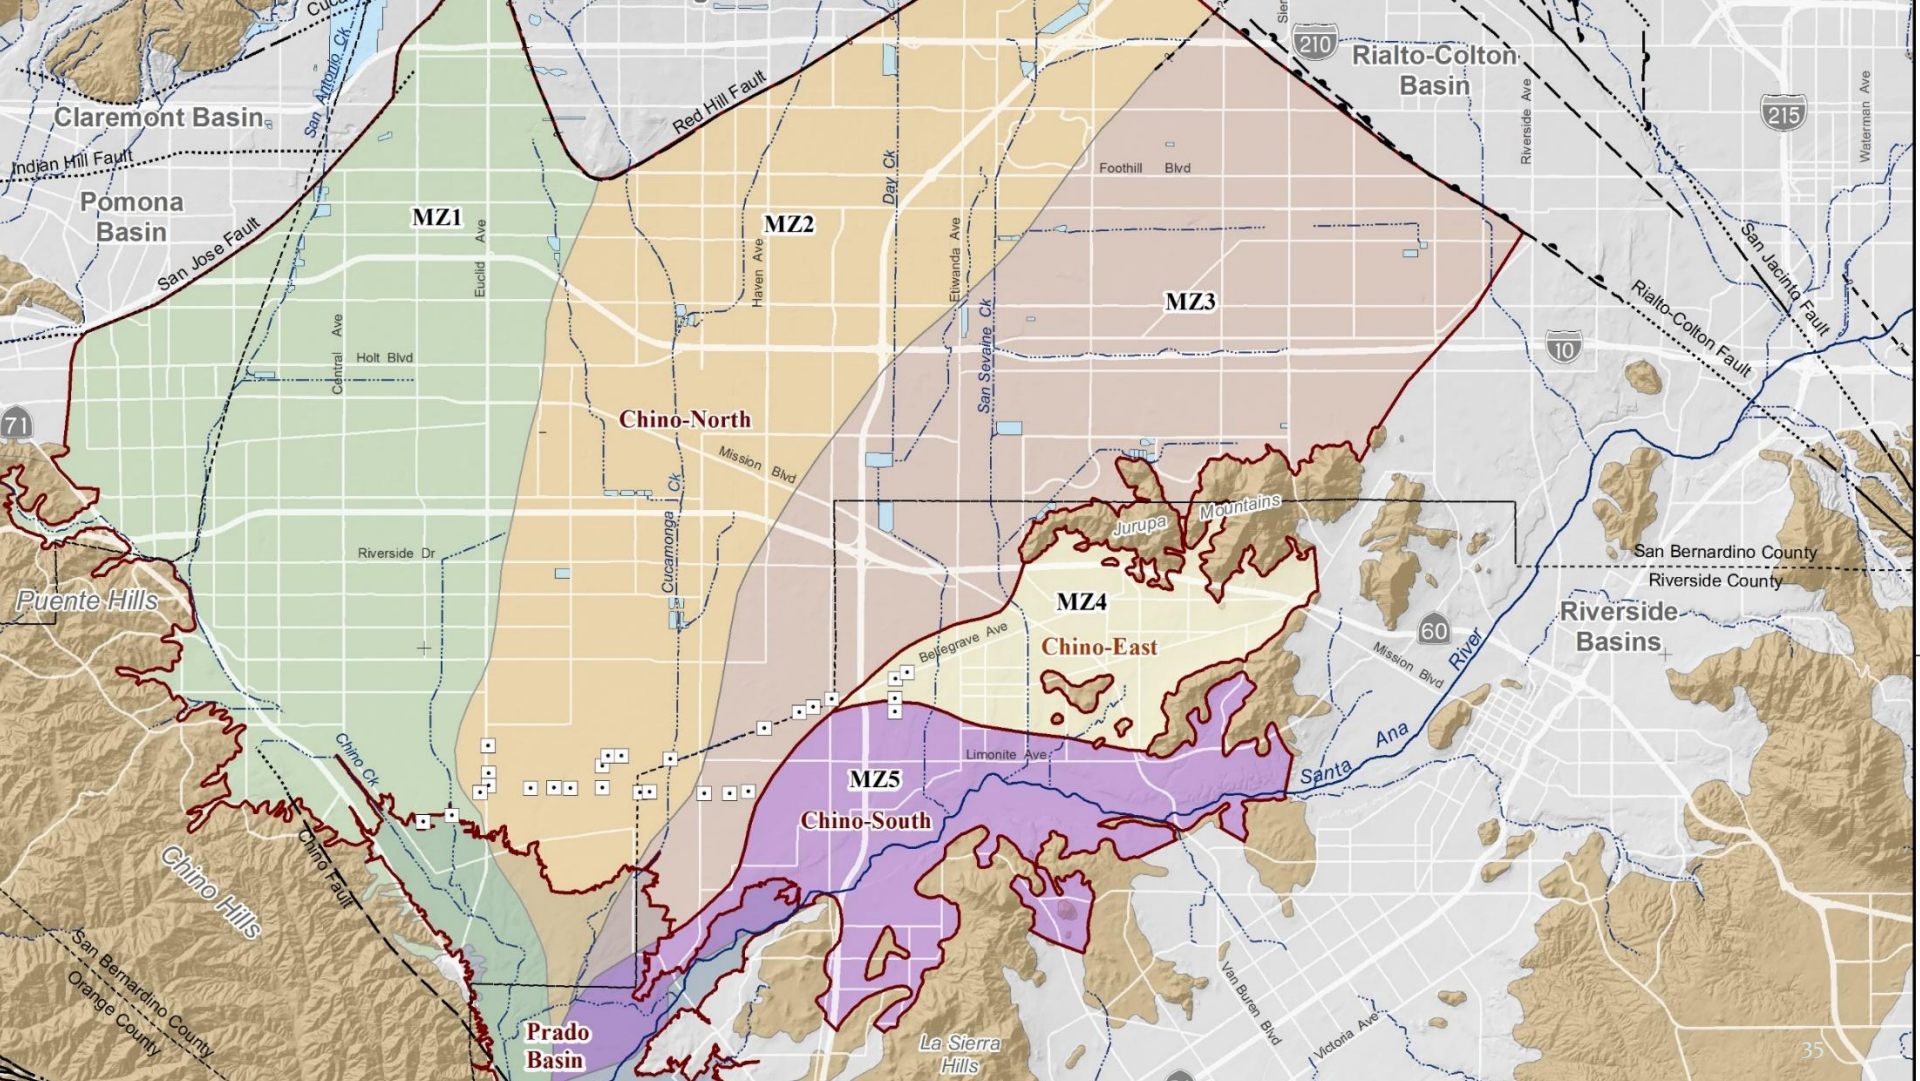 210
Rialto-Colton
Basin
215
Riverside Ave
Waterman Ave
San Antonio Ck
Claremont Basin
Indian Hill Fault
Pomona
Basin
San Jose Fault
Red Hill Fault
Day Ck
Foothill Blvd
MZ1
MZ2
Euclid Ave
Haven Ave
Etiwanda Ave
San Sevaine Ck
MZ3
San Jacinto Fault
Rialto-Colton Fault
Central Ave
Holt Blvd
10
71
Chino-North
Mission Blvd
Cucamonga Ck
Jurupa Mountains
Riverside Dr
San Bernardino County
Riverside County
Puente Hills
MZ4
Chino-East
Bellegrave Ave
60
Mission Blvd
Riverside
Basins
Santa Ana River
Chino Ck
Limonite Ave
MZ5
Chino-South
Chino Fault
Chino Hills
San Bernardino County
Orange County
Prado
Basin
La Sierra
Hills
Van Buren Blvd
Victoria Ave
35